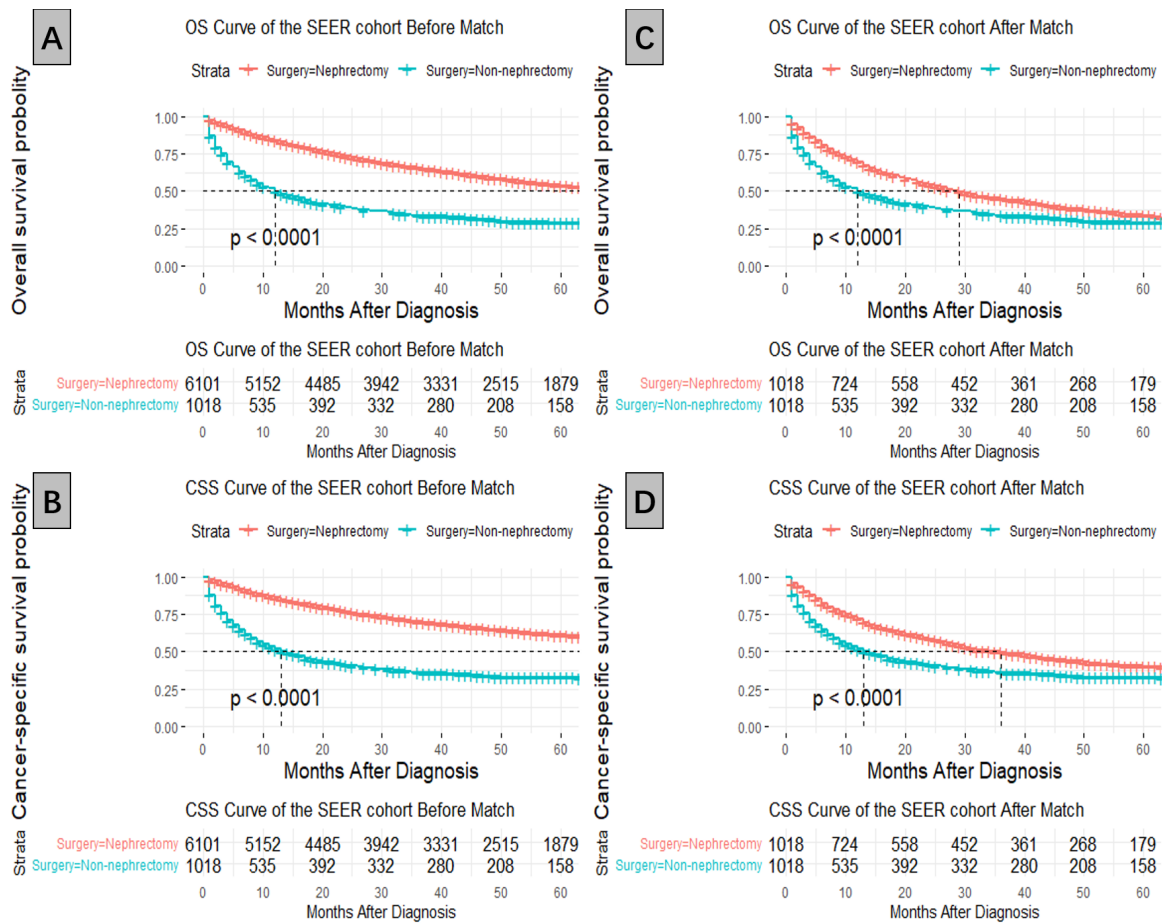 A
OS Curve of the SEER cohort Before Match
Strata Surgery=Nephrectomy Surgery=Non-nephrectomy
Overall survival probolity
1.00
0.75
0.50
0.25
0.00
p < 0.0001
0 10 20 30 40 50 60
Months After Diagnosis
OS Curve of the SEER cohort Before Match
Strata
Surgery=Nephrectomy 6101 5152 4485 3942 3331 2515 1879
Surgery=Non-nephrectomy 1018 535 392 332 280 208 158
0 10 20 30 40 50 60
Months After Diagnosis
B
CSS Curve of the SEER cohort Before Match
Strata Surgery=Nephrectomy Surgery=Non-nephrectomy
Cancer-specific survival probolity
1.00
0.75
0.50
0.25
0.00
p < 0.0001
0 10 20 30 40 50 60
Months After Diagnosis
CSS Curve of the SEER cohort Before Match
Strata
Surgery=Nephrectomy 6101 5152 4485 3942 3331 2515 1879
Surgery=Non-nephrectomy 1018 535 392 332 280 208 158
0 10 20 30 40 50 60
Months After Diagnosis
C
OS Curve of the SEER cohort After Match
Strata Surgery=Nephrectomy Surgery=Non-nephrectomy
Overall survival probolity
1.00
0.75
0.50
0.25
0.00
p < 0.0001
0 10 20 30 40 50 60
Months After Diagnosis
OS Curve of the SEER cohort After Match
Strata
Surgery=Nephrectomy 1018 724 558 452 361 268 179
Surgery=Non-nephrectomy 1018 535 392 332 280 208 158
0 10 20 30 40 50 60
Months After Diagnosis
D
CSS Curve of the SEER cohort After Match
Strata Surgery=Nephrectomy Surgery=Non-nephrectomy
Cancer-specific survival probolity
1.00
0.75
0.50
0.25
0.00
p < 0.0001
0 10 20 30 40 50 60
Months After Diagnosis
CSS Curve of the SEER cohort After Match
Strata
Surgery=Nephrectomy 1018 724 558 452 361 268 179
Surgery=Non-nephrectomy 1018 535 392 332 280 208 158
0 10 20 30 40 50 60
Months After Diagnosis